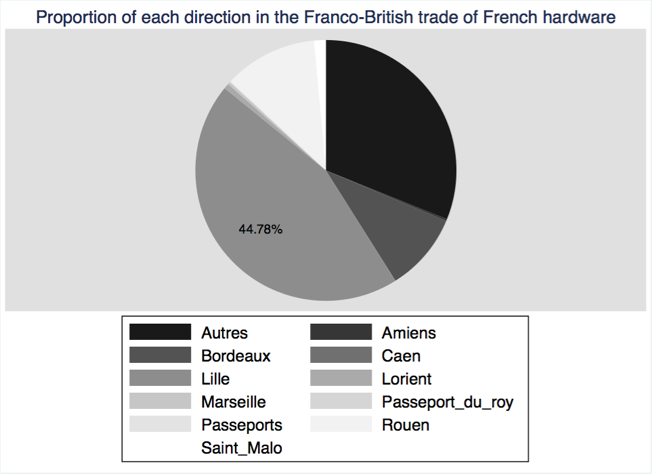 Proportion of each direction in the Franco-British trade of French hardware
44.78%
Autres Amiens
Bordeaux Caen
Lille Lorient
Marseille Passeport_du_roy
Passeports Rouen
Saint_Malo